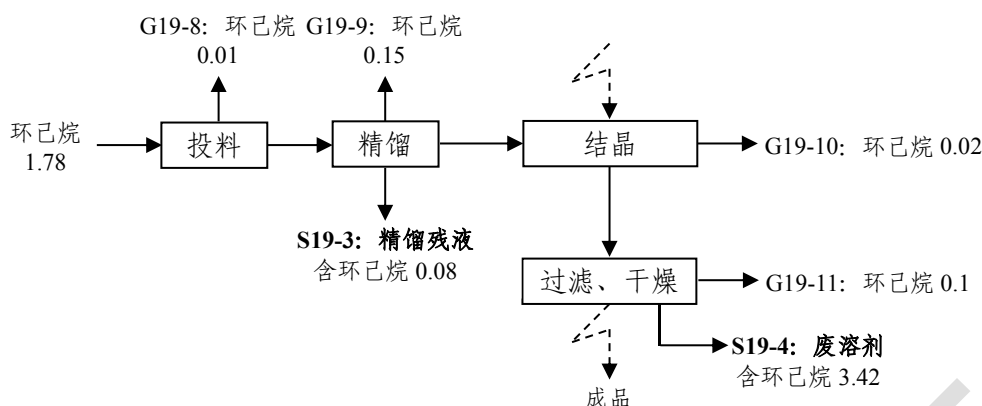 G19-8：环己烷
0.01
G19-9：环己烷
0.15
环己烷
1.78
投料
精馏
结晶
G19-10：环己烷 0.02
S19-3：精馏残液
含环己烷 0.08
过滤、干燥
G19-11：环己烷 0.1
S19-4：废溶剂
含环己烷 3.42
成品